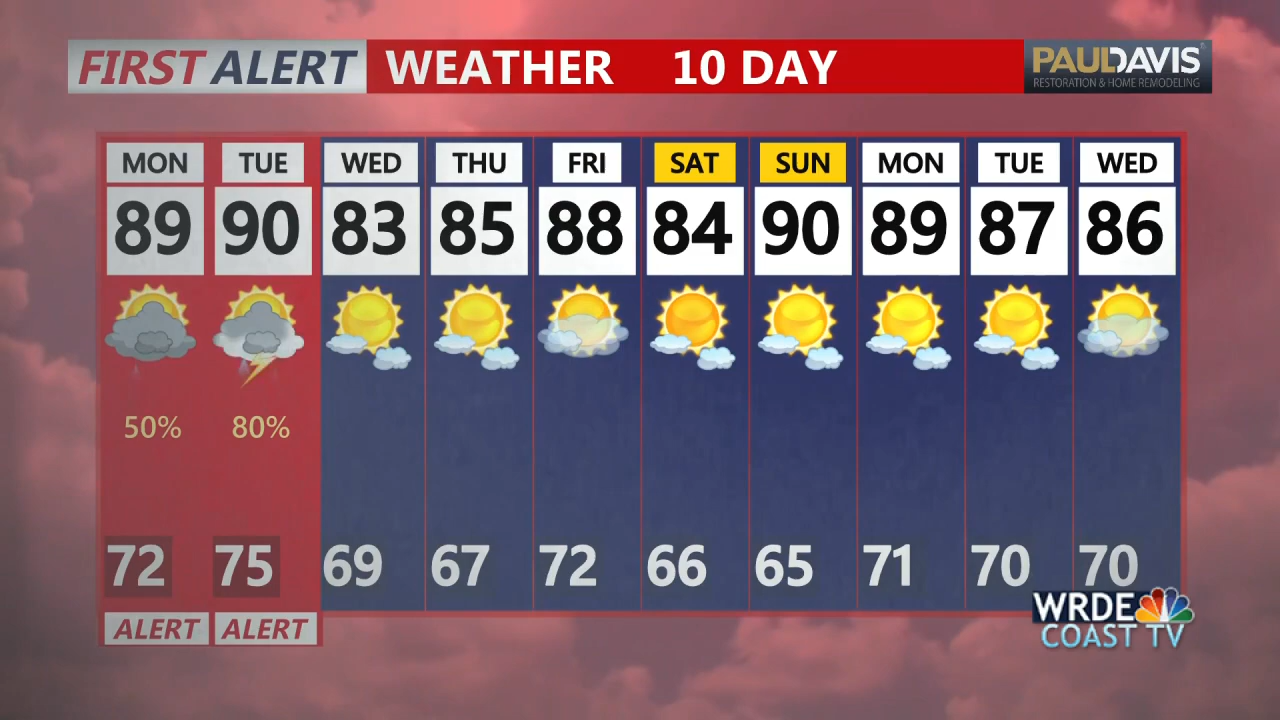 FIRST ALERT WEATHER 10 DAY PAUL DAVIS
RESTORATION & HOME REMODELING
MON TUE WED THU FRI SAT SUN MON TUE WED
89 90 83 85 88 84 90 89 87 86
50% 80%
72 75 69 67 72 66 65 71 70 70
ALERT ALERT
WRDE
COAST TV